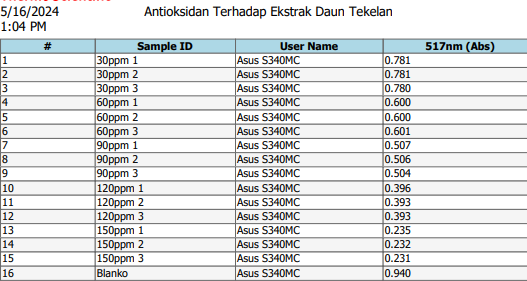 5/16/2024 Antioksidan Terhadap Ekstrak Daun Tekelan
1:04 PM
# Sample ID User Name 517nm (Abs)
1 30ppm 1 Asus S340MC 0.781
2 30ppm 2 Asus S340MC 0.781
3 30ppm 3 Asus S340MC 0.780
4 60ppm 1 Asus S340MC 0.600
5 60ppm 2 Asus S340MC 0.600
6 60ppm 3 Asus S340MC 0.601
7 90ppm 1 Asus S340MC 0.507
8 90ppm 2 Asus S340MC 0.506
9 90ppm 3 Asus S340MC 0.504
10 120ppm 1 Asus S340MC 0.396
11 120ppm 2 Asus S340MC 0.393
12 120ppm 3 Asus S340MC 0.393
13 150ppm 1 Asus S340MC 0.235
14 150ppm 2 Asus S340MC 0.232
15 150ppm 3 Asus S340MC 0.231
16 Blanko Asus S340MC 0.940